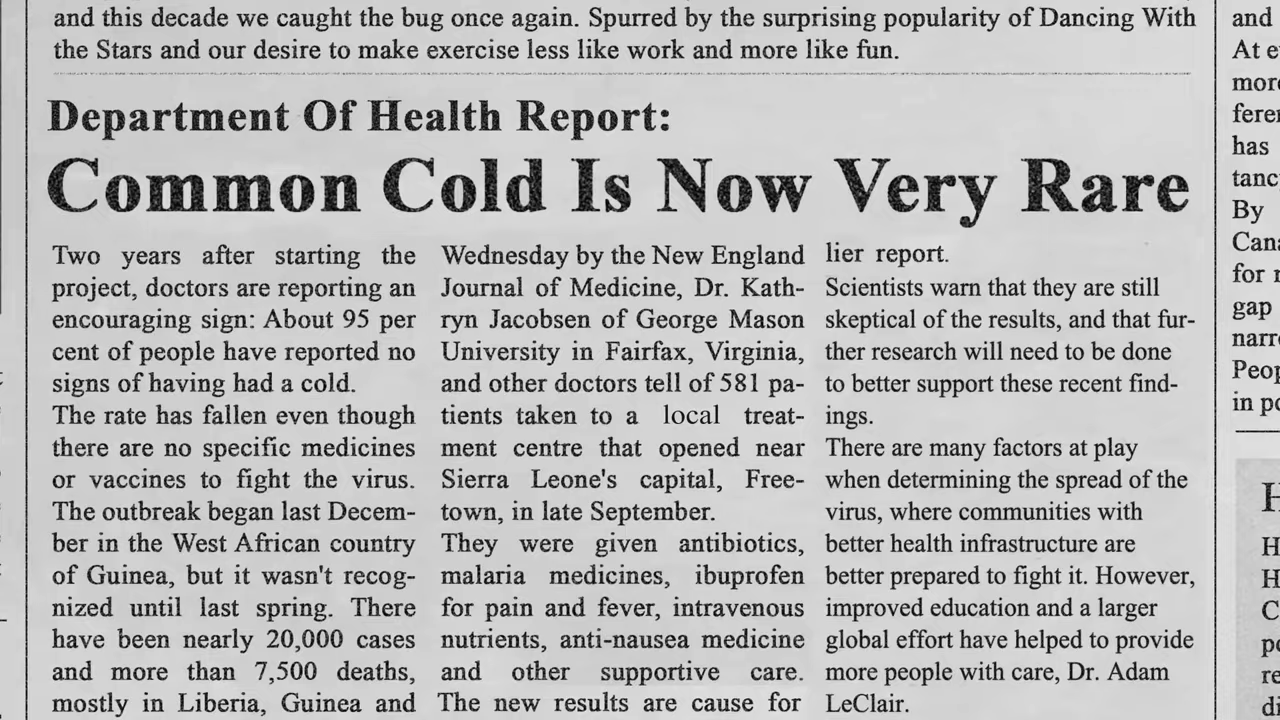 and this decade we caught the bug once again. Spurred by the surprising popularity of Dancing With
the Stars and our desire to make exercise less like work and more like fun.
Department Of Health Report:
Common Cold Is Now Very Rare
Two years after starting the
project, doctors are reporting an
encouraging sign: About 95 per
cent of people have reported no
signs of having had a cold.
The rate has fallen even though
there are no specific medicines
or vaccines to fight the virus.
The outbreak began last Decem-
ber in the West African country
of Guinea, but it wasn't recog-
nized until last spring. There
have been nearly 20,000 cases
and more than 7,500 deaths,
mostly in Liberia, Guinea and
Wednesday by the New England
Journal of Medicine, Dr. Kath-
ryn Jacobsen of George Mason
University in Fairfax, Virginia,
and other doctors tell of 581 pa-
tients taken to a local treat-
ment centre that opened near
Sierra Leone's capital, Free-
town, in late September.
They were given antibiotics,
malaria medicines, ibuprofen
for pain and fever, intravenous
nutrients, anti-nausea medicine
and other supportive care.
The new results are cause for
lier report.
Scientists warn that they are still
skeptical of the results, and that fur-
ther research will need to be done
to better support these recent find-
ings.
There are many factors at play
when determining the spread of the
virus, where communities with
better health infrastructure are
better prepared to fight it. However,
improved education and a larger
global effort have helped to provide
more people with care, Dr. Adam
LeClair.
and
At
has
By
for
gap
in